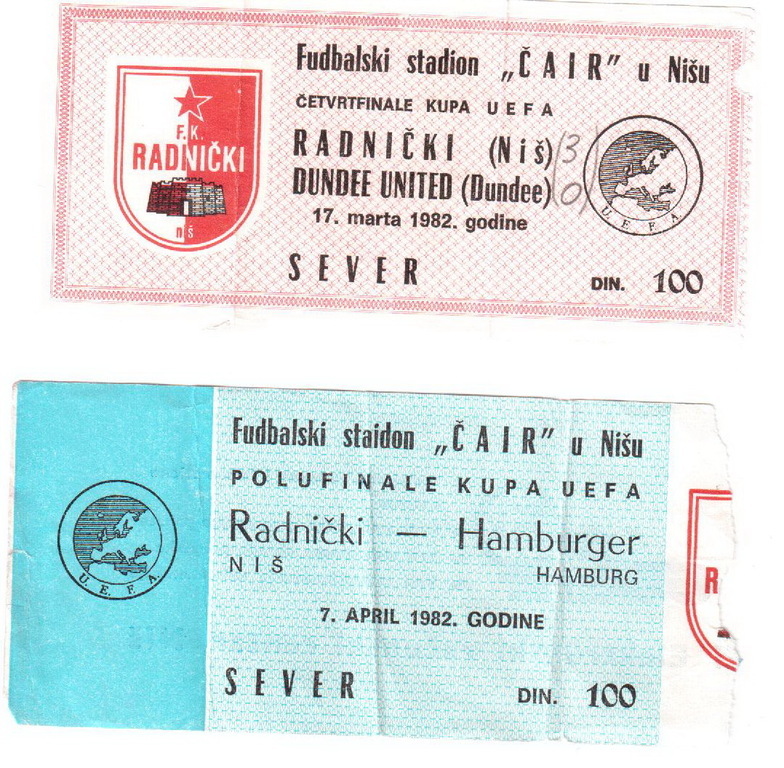 Fudbalski stadion „ČAIR" u Nišu
ČETVRTFINALE KUPA UEFA
F.K.
RADNIČKI
niš
RADNIČKI (Niš) 3
DUNDEE UNITED (Dundee) 0
17. marta 1982. godine
U. E. F. A.
SEVER
DIN. 100
Fudbalski staidon „ČAIR" u Nišu
POLUFINALE KUPA UEFA
Radnički — Hamburger
NIŠ
HAMBURG
U. E. F. A.
7. APRIL 1982. GODINE
R
SEVER
DIN. 100